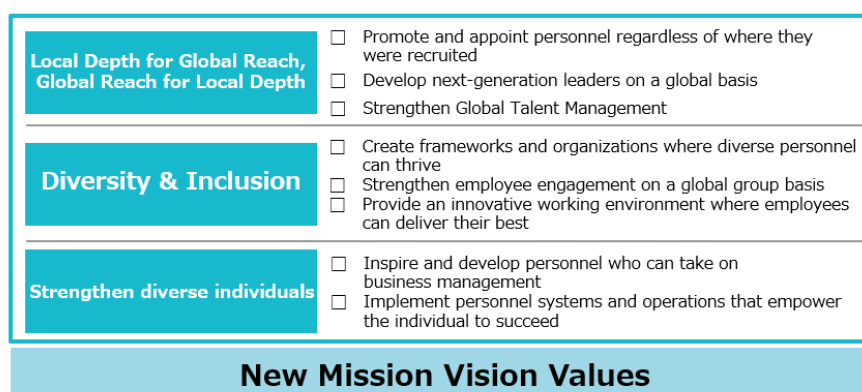 Local Depth for Global Reach,
Global Reach for Local Depth
☐ Promote and appoint personnel regardless of where they
were recruited
☐ Develop next-generation leaders on a global basis
☐ Strengthen Global Talent Management
Diversity & Inclusion
☐ Create frameworks and organizations where diverse personnel
can thrive
☐ Strengthen employee engagement on a global group basis
☐ Provide an innovative working environment where employees
can deliver their best
Strengthen diverse individuals
☐ Inspire and develop personnel who can take on
business management
☐ Implement personnel systems and operations that empower
the individual to succeed
New Mission Vision Values